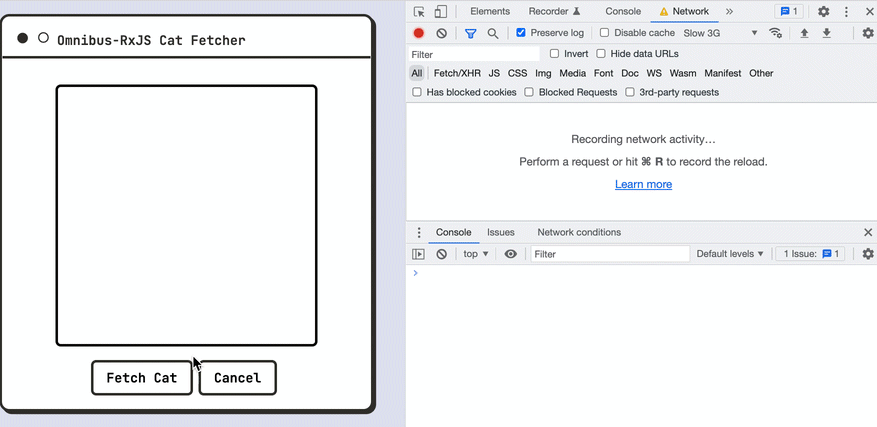 Omnibus-RxJS Cat Fetcher
Fetch Cat
Cancel
Elements Recorder Console Network » 1
Preserve log Disable cache Slow 3G
Filter Invert Hide data URLs
All Fetch/XHR JS CSS Img Media Font Doc WS Wasm Manifest Other
Has blocked cookies Blocked Requests 3rd-party requests
Recording network activity…
Perform a request or hit ⌘ R to record the reload.
Learn more
Console Issues Network conditions
top Filter Default levels 1 Issue: 1